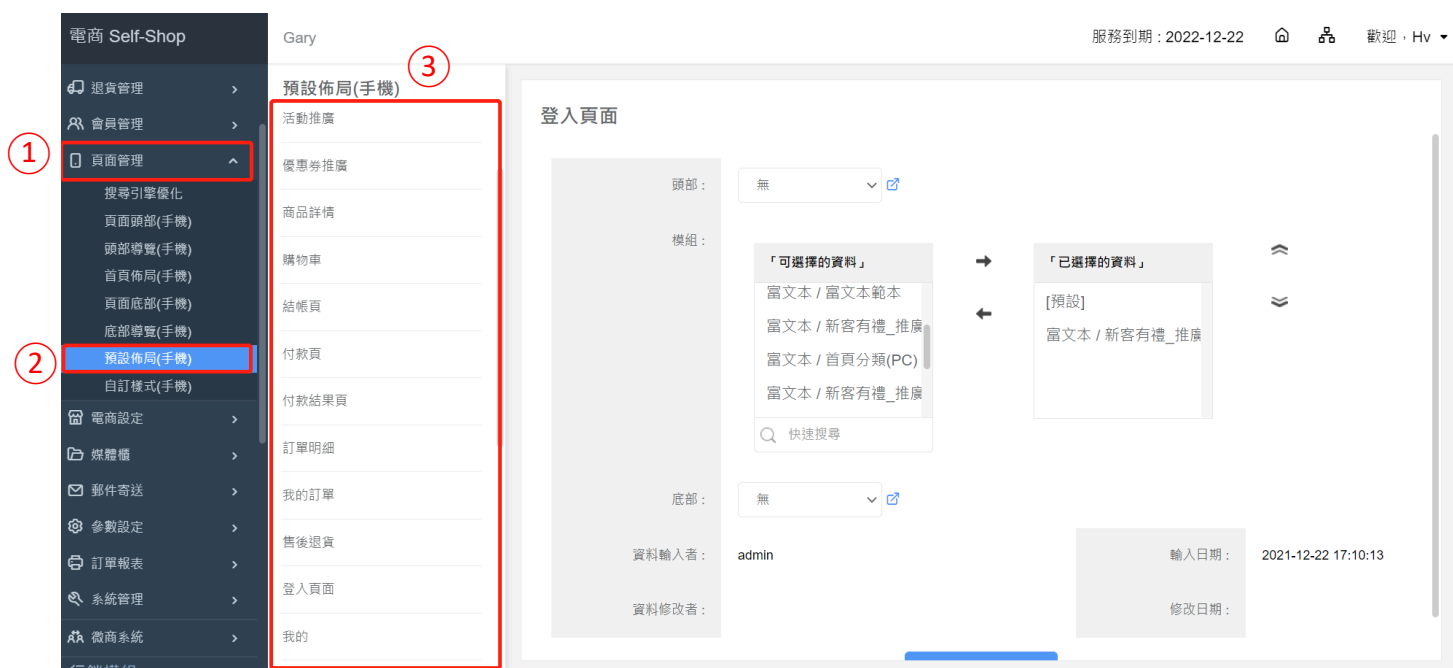 電商 Self-Shop
Gary
服務到期 : 2022-12-22
歡迎，Hv
退貨管理
會員管理
1
頁面管理
搜尋引擎優化
頁面頭部(手機)
頭部導覽(手機)
首頁佈局(手機)
頁面底部(手機)
底部導覽(手機)
2
預設佈局(手機)
自訂樣式(手機)
電商設定
媒體櫃
郵件寄送
參數設定
訂單報表
系統管理
微商系統
3
預設佈局(手機)
活動推廣
優惠券推廣
商品詳情
購物車
結帳頁
付款頁
付款結果頁
訂單明細
我的訂單
售後退貨
登入頁面
我的
登入頁面
頭部 :
無
模組 :
「可選擇的資料」
富文本 / 富文本範本
富文本 / 新客有禮_推廣
富文本 / 首頁分類(PC)
富文本 / 新客有禮_推廣
快速搜尋
「已選擇的資料」
[預設]
富文本 / 新客有禮_推廣
底部 :
無
資料輸入者 :
admin
輸入日期 :
2021-12-22 17:10:13
資料修改者 :
修改日期 :